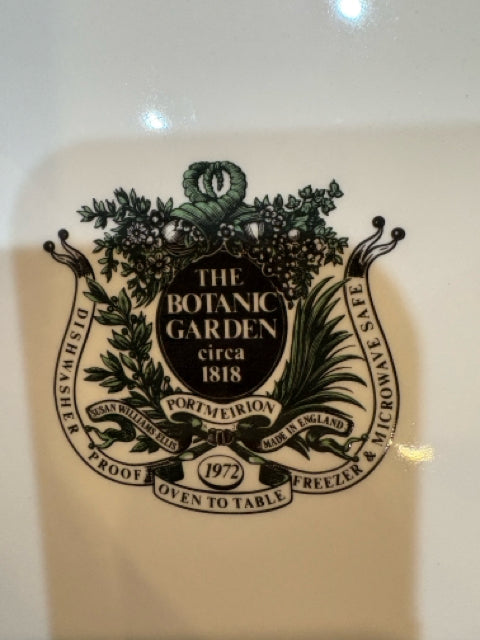 THE
BOTANIC
GARDEN
circa
1818
PORTMEIRION
SUSAN WILLIAMS-ELLIS
MADE IN ENGLAND
1972
DISHWASHER PROOF
OVEN TO TABLE
FREEZER & MICROWAVE SAFE